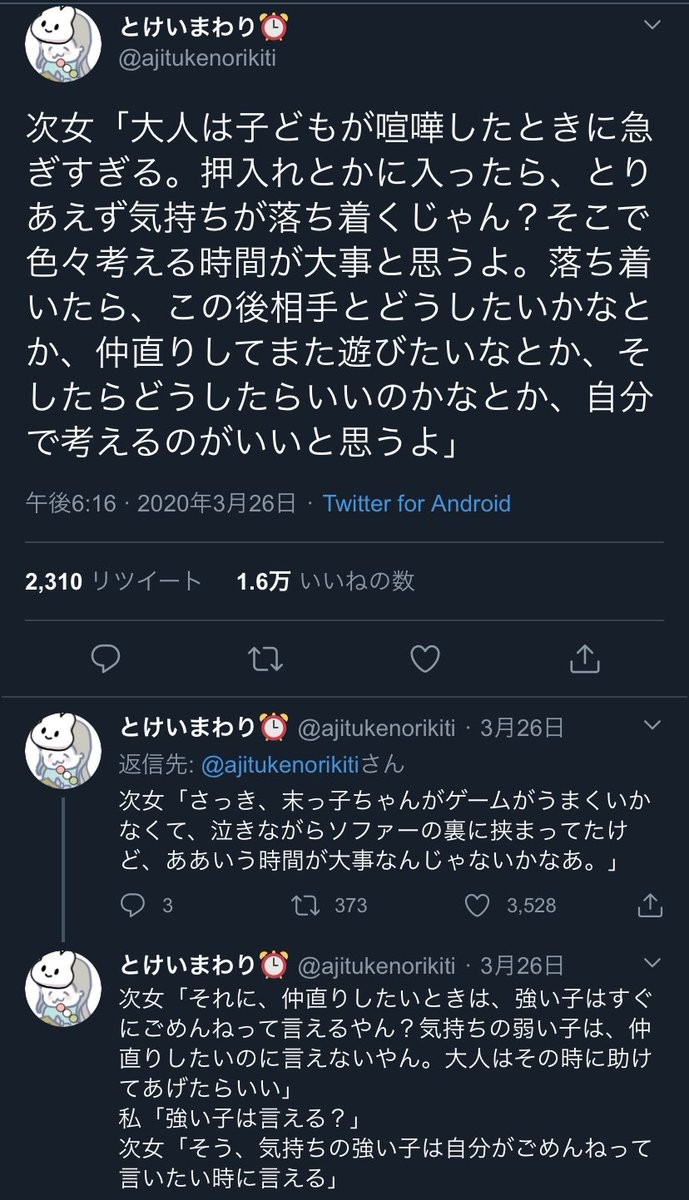 とけいまわり⏰
@ajitukenorikiti
次女「大人は子どもが喧嘩したときに急
ぎすぎる。押入れとかに入ったら、とり
あえず気持ちが落ち着くじゃん？そこで
色々考える時間が大事と思うよ。落ち着
いたら、この後相手とどうしたいかなと
か、仲直りしてまた遊びたいなとか、そ
したらどうしたらいいのかなとか、自分
で考えるのがいいと思うよ」
午後6:16 · 2020年3月26日 · Twitter for Android
2,310 リツイート 1.6万 いいねの数
とけいまわり⏰ @ajitukenorikiti · 3月26日
返信先: @ajitukenorikitiさん
次女「さっき、末っ子ちゃんがゲームがうまくいか
なくて、泣きながらソファーの裏に挟まってたけ
ど、ああいう時間が大事なんじゃないかなあ。」
3 373 3,528
とけいまわり⏰ @ajitukenorikiti · 3月26日
次女「それに、仲直りしたいときは、強い子はすぐ
にごめんねって言えるやん？気持ちの弱い子は、仲
直りしたいのに言えないやん。大人はその時に助け
てあげたらいい」
私「強い子は言える？」
次女「そう、気持ちの強い子は自分がごめんねって
言いたい時に言える」